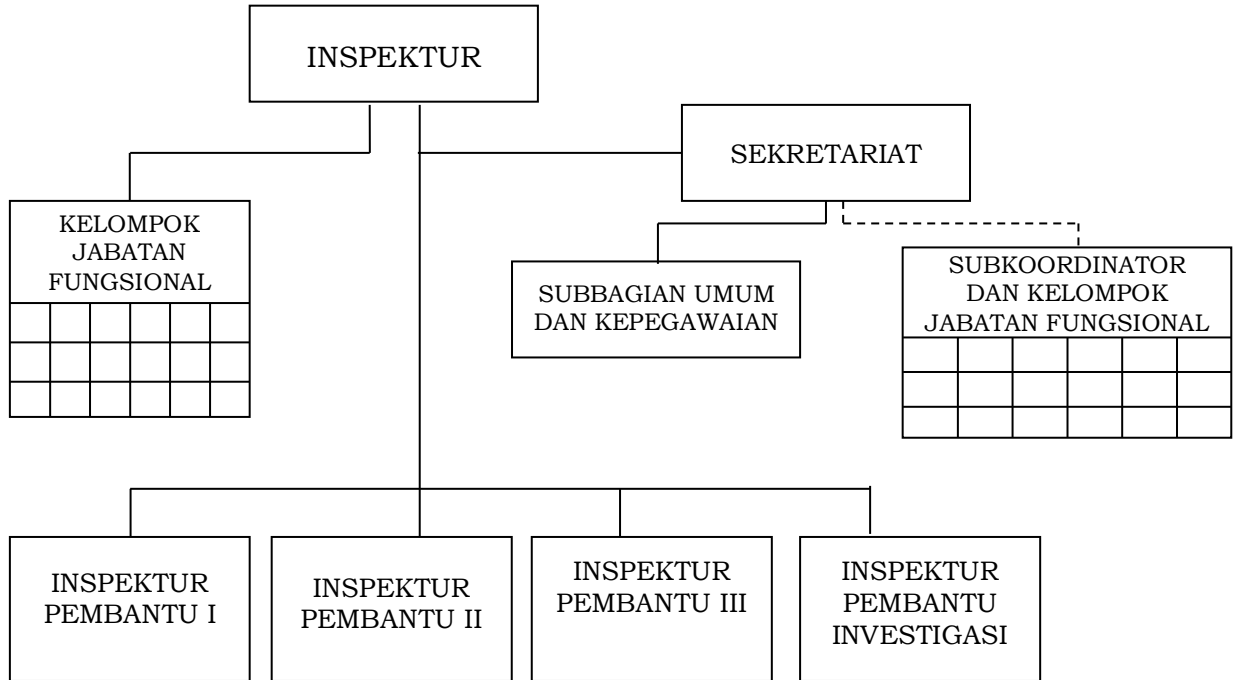 INSPEKTUR
SEKRETARIAT
KELOMPOK
JABATAN
FUNGSIONAL
SUBBAGIAN UMUM
DAN KEPEGAWAIAN
SUBKOORDINATOR
DAN KELOMPOK
JABATAN FUNGSIONAL
INSPEKTUR
PEMBANTU I
INSPEKTUR
PEMBANTU II
INSPEKTUR
PEMBANTU III
INSPEKTUR
PEMBANTU
INVESTIGASI